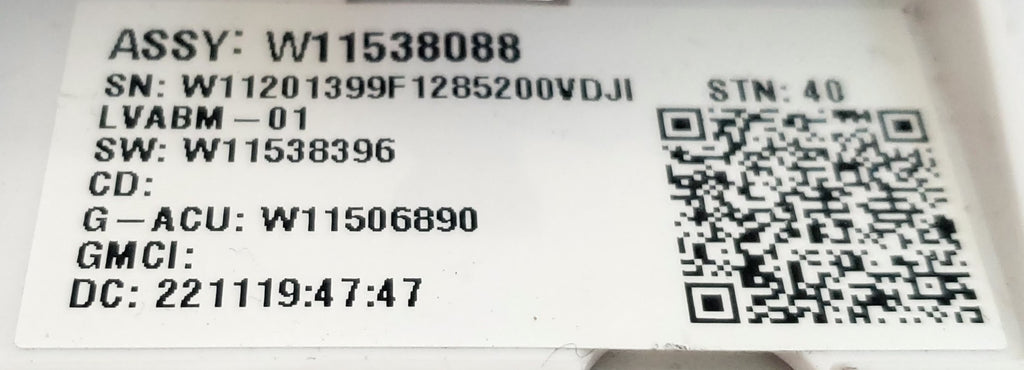 ASSY: W11538088
SN: W11201399F1285200VDJI
STN: 40
LVABM-01
SW: W11538396
CD:
G-ACU: W11506890
GMCI:
DC: 221119:47:47